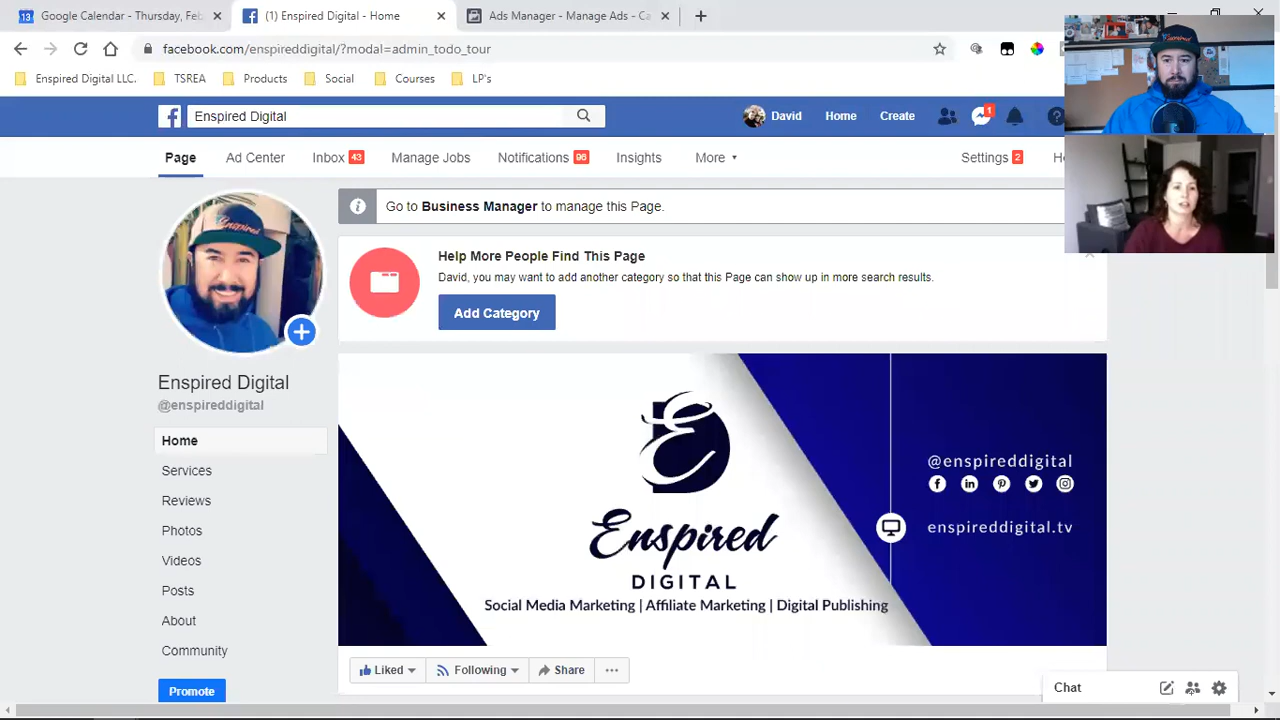 Google Calendar - Thursday, Feb
(1) Enspired Digital - Home
Ads Manager - Manage Ads - Ca
facebook.com/enspireddigital/?modal=admin_todo_tour
Enspired Digital LLC.
TSREA
Products
Social
Courses
LP's
Enspired Digital
David
Home
Create
1
Page
Ad Center
Inbox 43
Manage Jobs
Notifications 96
Insights
More
Settings 2
Go to Business Manager to manage this Page.
Help More People Find This Page
David, you may want to add another category so that this Page can show up in more search results.
Add Category
Enspired Digital
@enspireddigital
Home
Services
Reviews
Photos
Videos
Posts
About
Community
Promote
@enspireddigital
enspireddigital.tv
Enspired
DIGITAL
Social Media Marketing | Affiliate Marketing | Digital Publishing
Liked
Following
Share
Chat